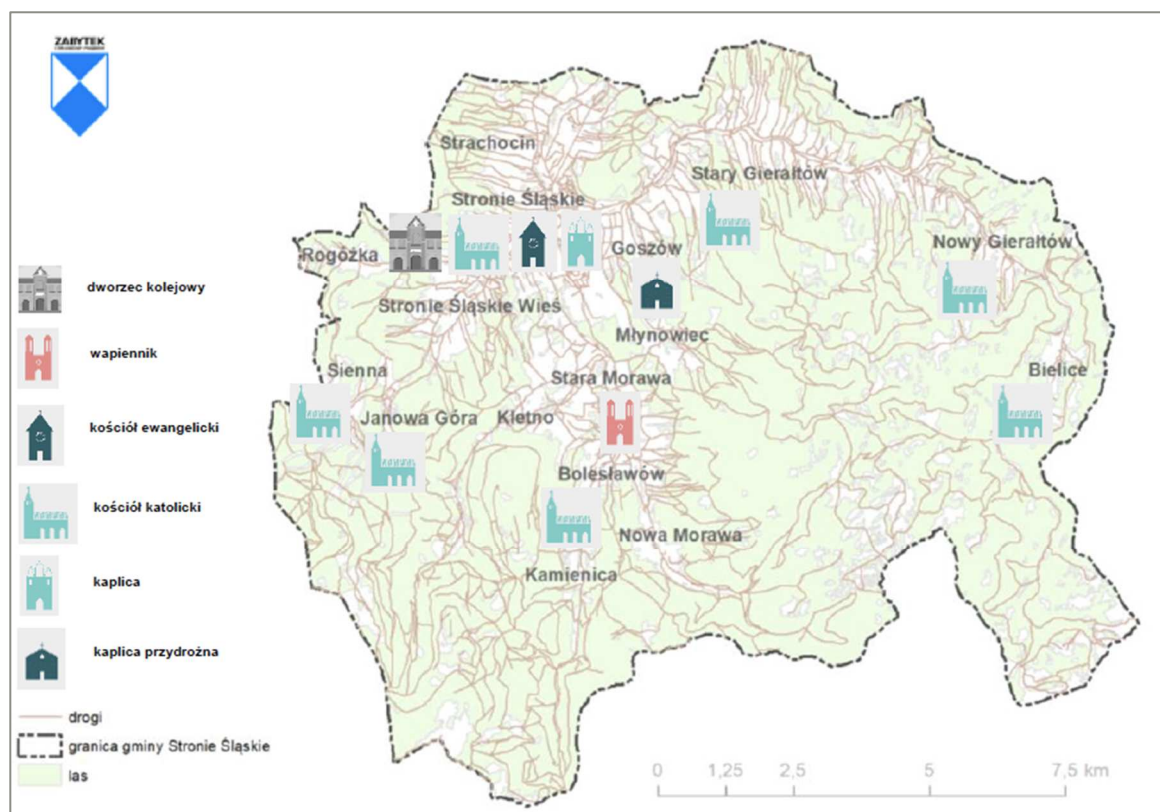 ZABYTEK
Strachocin
Stary Gierałtów
Stronie Śląskie
Rogóżka
Goszów
Nowy Gierałtów
dworzec kolejowy
Stronie Śląskie Wieś
Młynowiec
wapiennik
Sienna
Stara Morawa
Bielice
Janowa Góra
Kletno
kościół ewangelicki
Bolesławów
kościół katolicki
Nowa Morawa
Kamienica
kaplica
kaplica przydrożna
drogi
granica gminy Stronie Śląskie
las
0 1,25 2,5 5 7,5 km